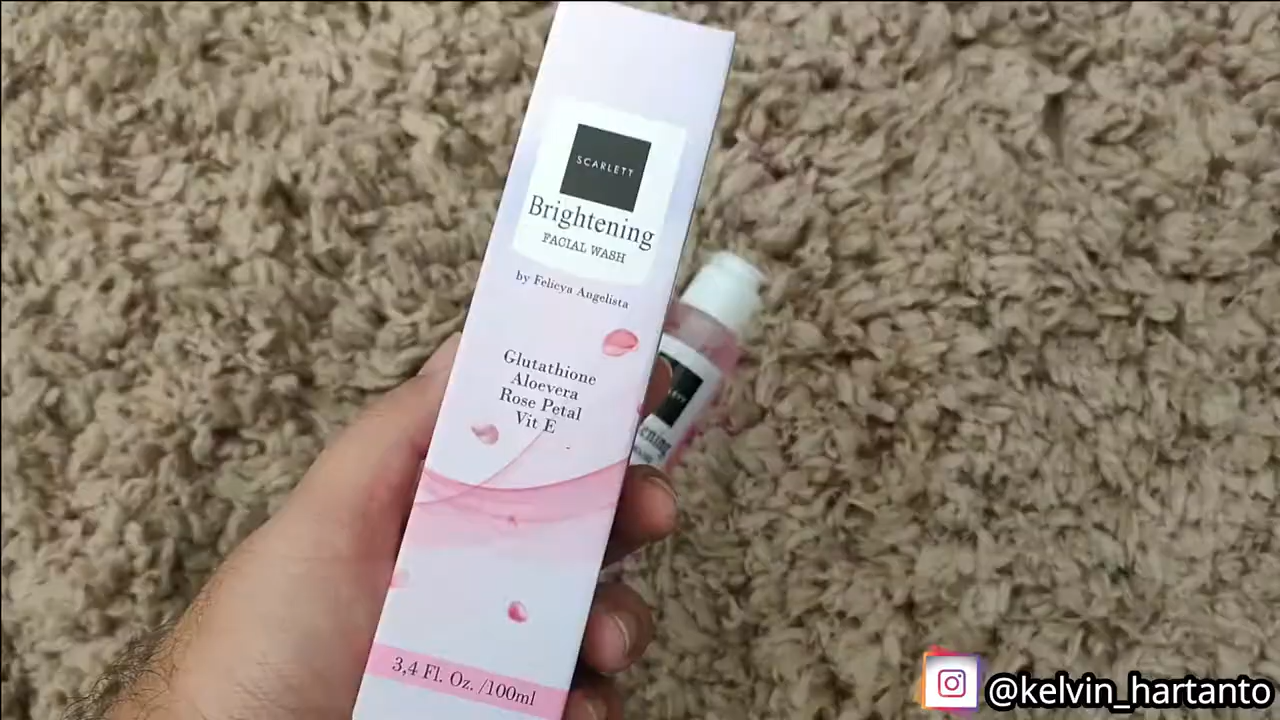 SCARLETT
Brightening
FACIAL WASH
by Felicya Angelista
Glutathione
Aloevera
Rose Petal
Vit E
3,4 Fl. Oz. /100ml
@kelvin_hartanto